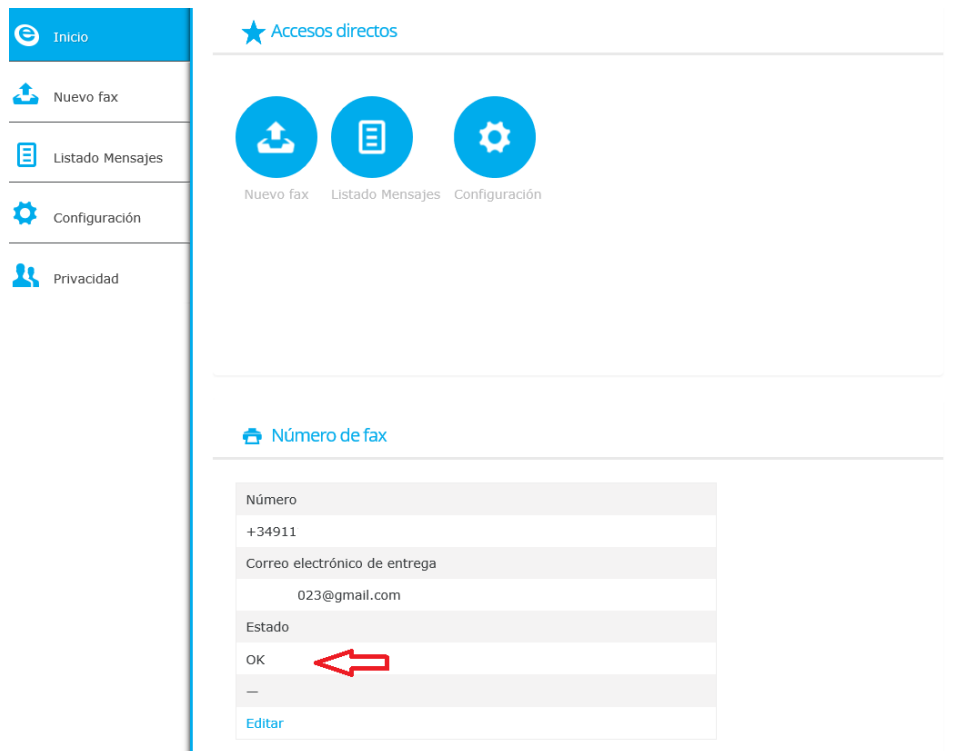 Inicio
Nuevo fax
Listado Mensajes
Configuración
Privacidad
Accesos directos
Nuevo fax
Listado Mensajes
Configuración
Número de fax
Número
+34911
Correo electrónico de entrega
023@gmail.com
Estado
OK
—
Editar